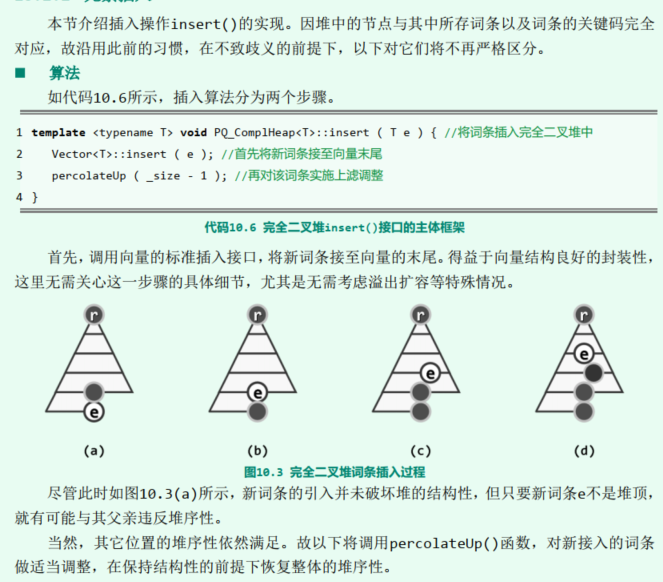 本节介绍插入操作insert()的实现。因堆中的节点与其中所存词条以及词条的关键码完全
对应，故沿用此前的习惯，在不致歧义的前提下，以下对它们将不再严格区分。
■ 算法
如代码10.6所示，插入算法分为两个步骤。
1 template <typename T> void PQ_ComplHeap<T>::insert ( T e ) { //将词条插入完全二叉堆中
2 Vector<T>::insert ( e ); //首先将新词条接至向量末尾
3 percolateUp ( _size - 1 ); //再对该词条实施上滤调整
4 }
代码10.6 完全二叉堆insert()接口的主体框架
首先，调用向量的标准插入接口，将新词条接至向量的末尾。得益于向量结构良好的封装性，
这里无需关心这一步骤的具体细节，尤其是无需考虑溢出扩容等特殊情况。
r r r r
e e e e
(a) (b) (c) (d)
图10.3 完全二叉堆词条插入过程
尽管此时如图10.3(a)所示，新词条的引入并未破坏堆的结构性，但只要新词条e不是堆顶，
就有可能与其父亲违反堆序性。
当然，其它位置的堆序性依然满足。故以下将调用percolateUp()函数，对新接入的词条
做适当调整，在保持结构性的前提下恢复整体的堆序性。